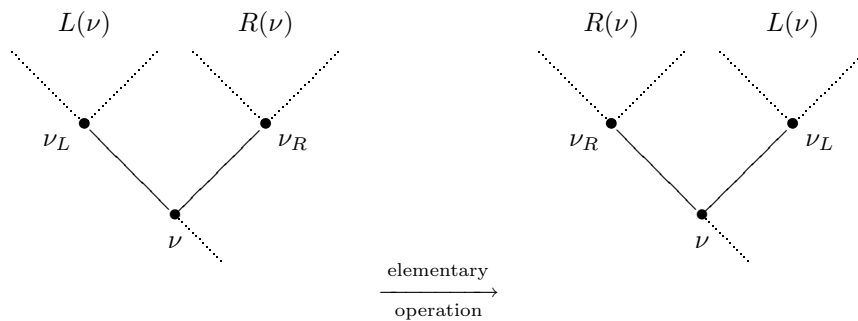 L(ν) R(ν) R(ν) L(ν)
ν_L ν_R ν_R ν_L
ν ν
elementary
operation